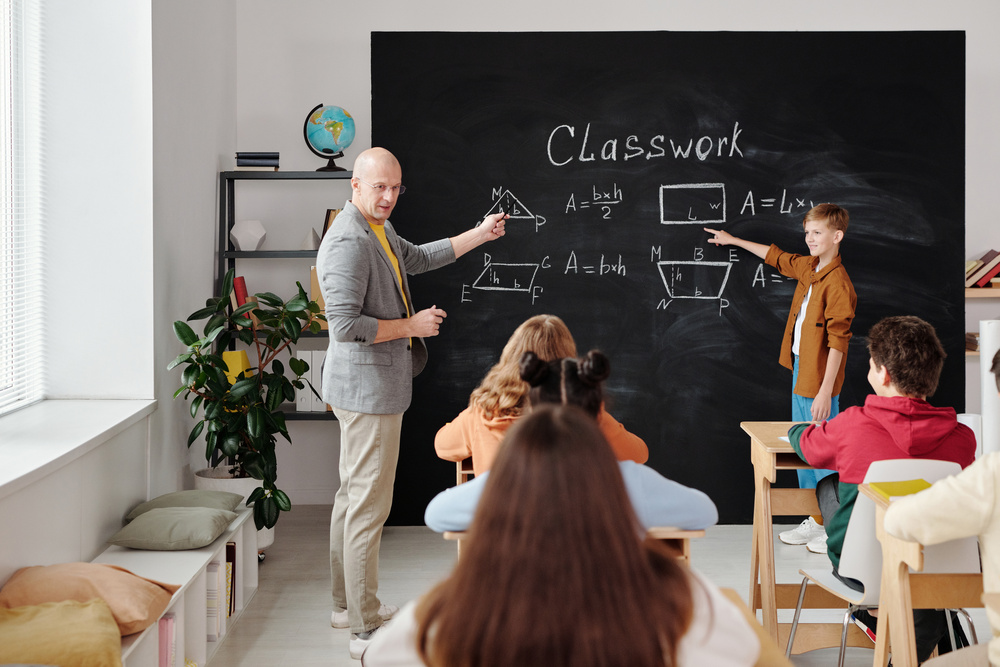 Classwork
M h b P A = b×h/2
L w A = L×w
D G h b E F A = b×h
M B E h b N P A =